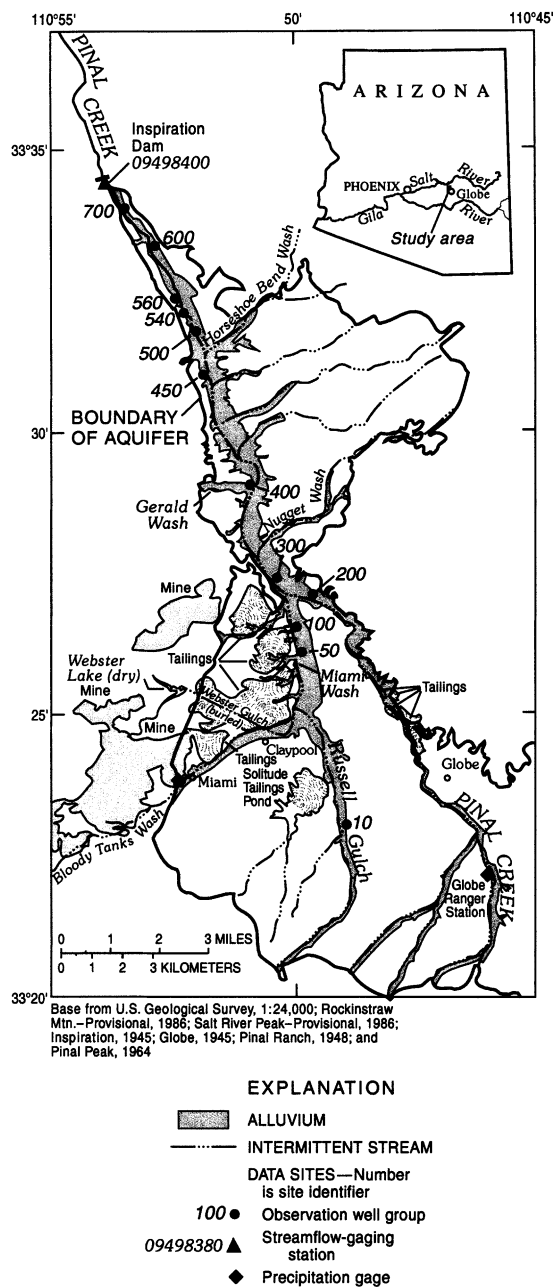 110°55'
50'
110°45'
PINAL CREEK
ARIZONA
Inspiration
Dam
09498400
33°35'
PHOENIX
Salt
River
Globe
Gila
River
Study area
700
600
Horseshoe Bend Wash
560
540
500
450
BOUNDARY
OF AQUIFER
30'
400
Gerald
Wash
Nugget Wash
300
200
Mine
100
Tailings
50
Webster
Lake (dry)
Miami
Wash
Tailings
Mine
Webster Gulch
(buried)
25'
Mine
Claypool
Russell
Gulch
Globe
Tailings
Miami
Solitude
Tailings
Pond
PINAL CREEK
10
Bloody Tanks Wash
Globe
Ranger
Station
0 1 2 3 MILES
0 1 2 3 KILOMETERS
33°20'
Base from U.S. Geological Survey, 1:24,000; Rockinstraw
Mtn.–Provisional, 1986; Salt River Peak–Provisional, 1986;
Inspiration, 1945; Globe, 1945; Pinal Ranch, 1948; and
Pinal Peak, 1964
EXPLANATION
ALLUVIUM
INTERMITTENT STREAM
DATA SITES—Number
is site identifier
100 Observation well group
09498380 Streamflow-gaging
station
Precipitation gage